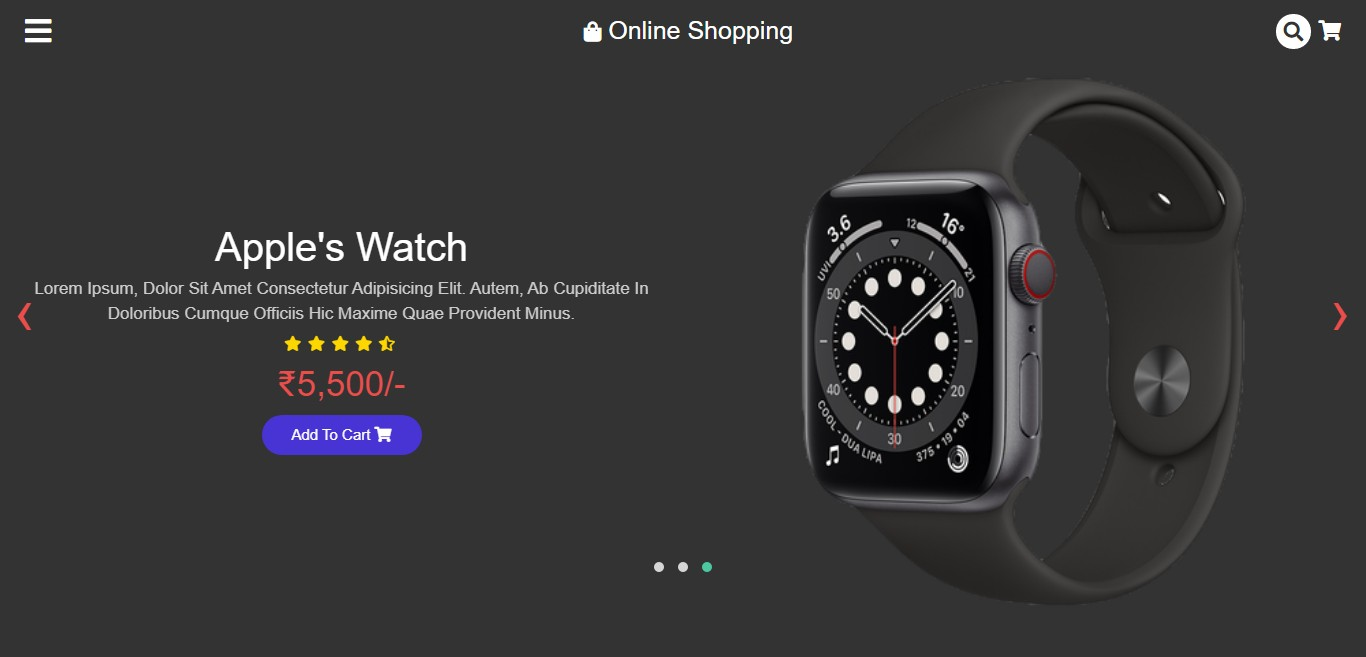 Online Shopping
Apple's Watch
Lorem Ipsum, Dolor Sit Amet Consectetur Adipisicing Elit. Autem, Ab Cupiditate In
Doloribus Cumque Officiis Hic Maxime Quae Provident Minus.
₹5,500/-
Add To Cart
3.6
UVI
12
16°
21
50
10
40
20
30
COOL - DUA LIPA
375 • 19 • 04